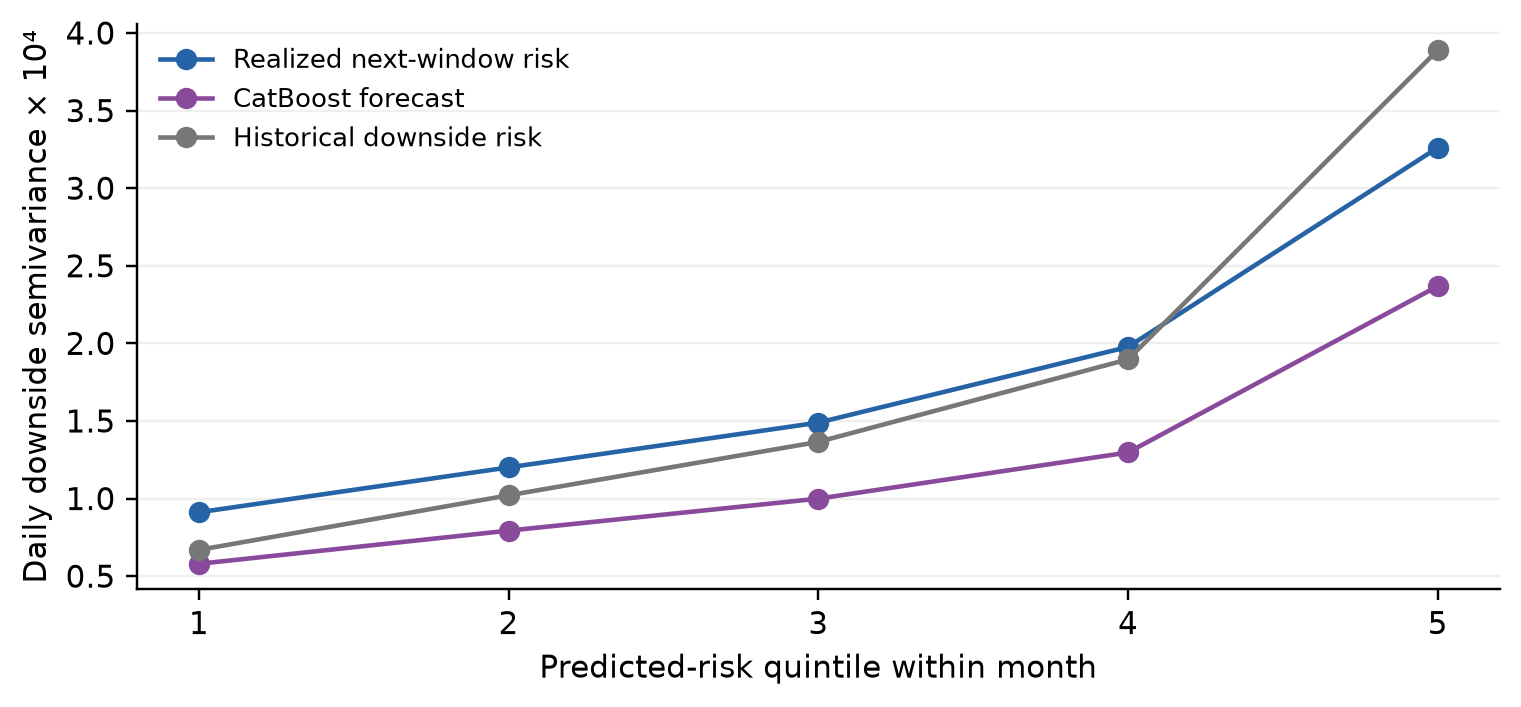 Daily downside semivariance × 10⁴
4.0
3.5
3.0
2.5
2.0
1.5
1.0
0.5
Realized next-window risk
CatBoost forecast
Historical downside risk
1 2 3 4 5
Predicted-risk quintile within month